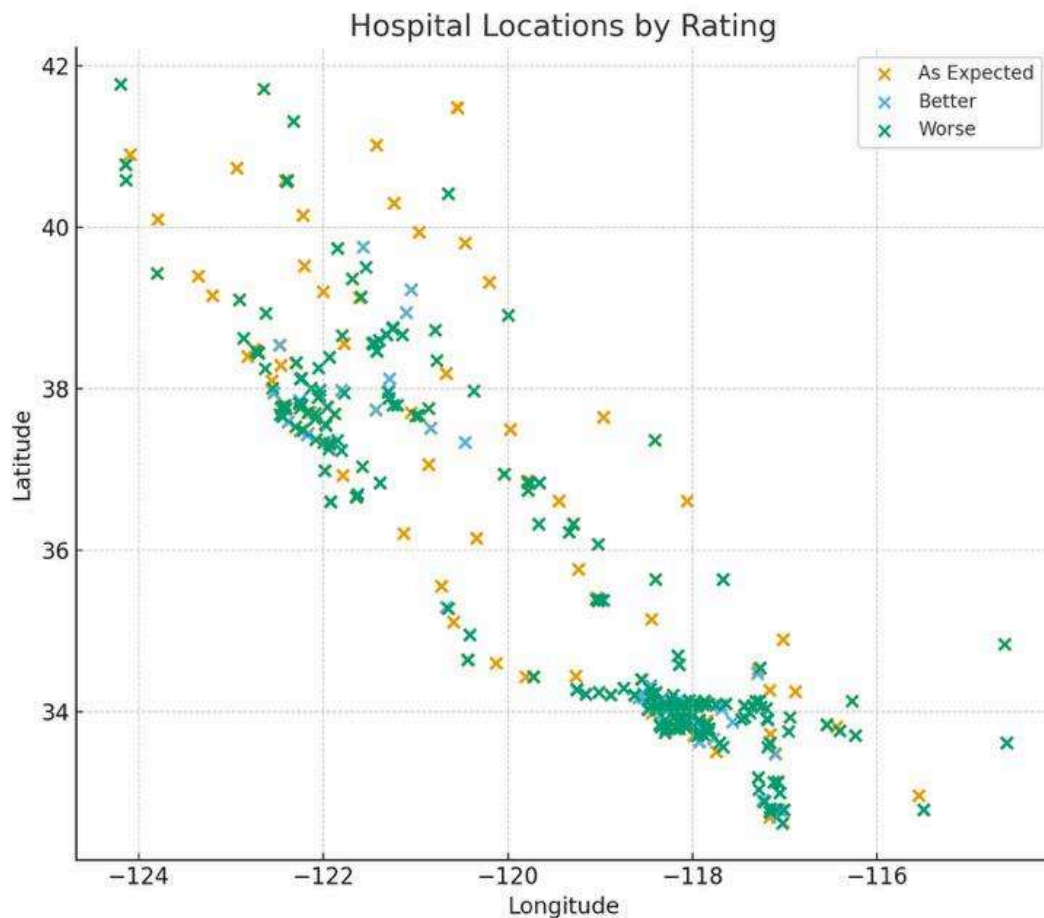 Hospital Locations by Rating
As Expected
Better
Worse
42
40
38
36
34
Latitude
−124
−122
−120
−118
−116
Longitude